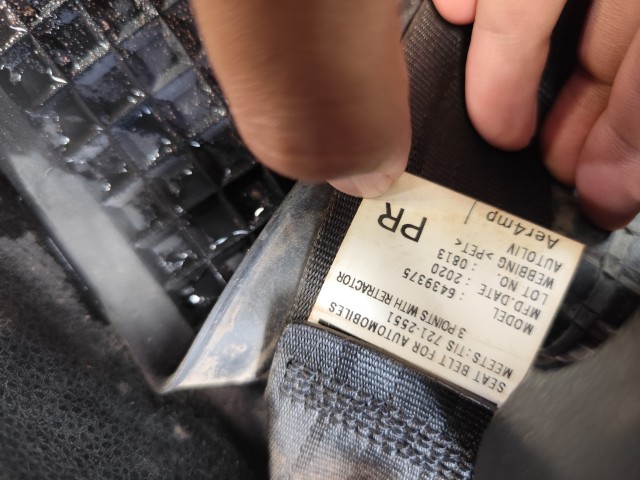 SEAT BELT FOR AUTOMOBILES
MEETS : TIS 721-2551
3 POINTS WITH RETRACTOR
MODEL : 6439375
MFD.DATE : 2020
LOT NO. : 0813
WEBBING >PET<
AUTOLIV
Aer4mp
PR